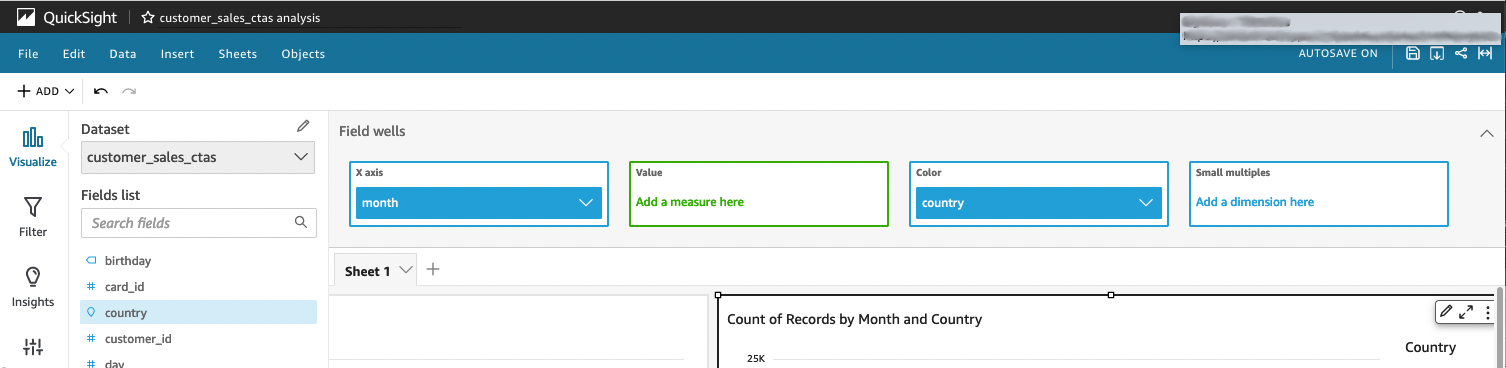 QuickSight customer_sales_ctas analysis
File Edit Data Insert Sheets Objects
AUTOSAVE ON
ADD
Visualize
Filter
Insights
Dataset
customer_sales_ctas
Fields list
Search fields
birthday
card_id
country
customer_id
day
Field wells
X axis
month
Value
Add a measure here
Color
country
Small multiples
Add a dimension here
Sheet 1
Count of Records by Month and Country
25K
Country